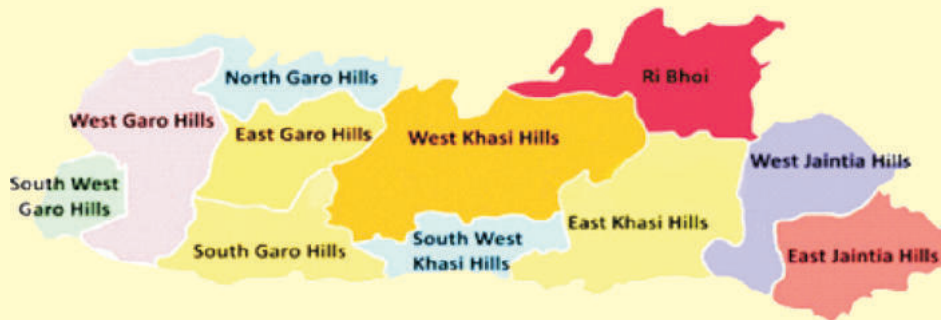 North Garo Hills
Ri Bhoi
West Garo Hills
East Garo Hills
West Khasi Hills
West Jaintia Hills
South West
Garo Hills
East Khasi Hills
South Garo Hills
South West
Khasi Hills
East Jaintia Hills